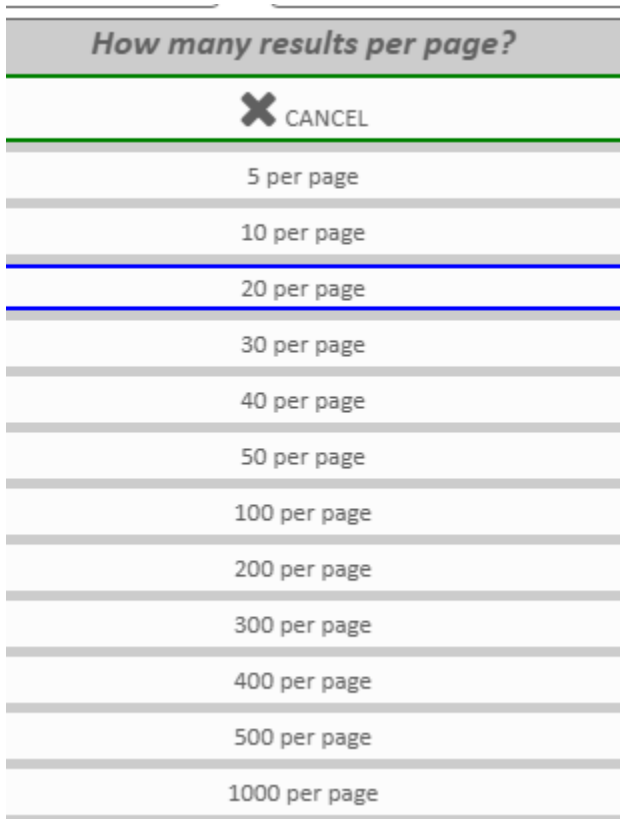 How many results per page?
CANCEL
5 per page
10 per page
20 per page
30 per page
40 per page
50 per page
100 per page
200 per page
300 per page
400 per page
500 per page
1000 per page